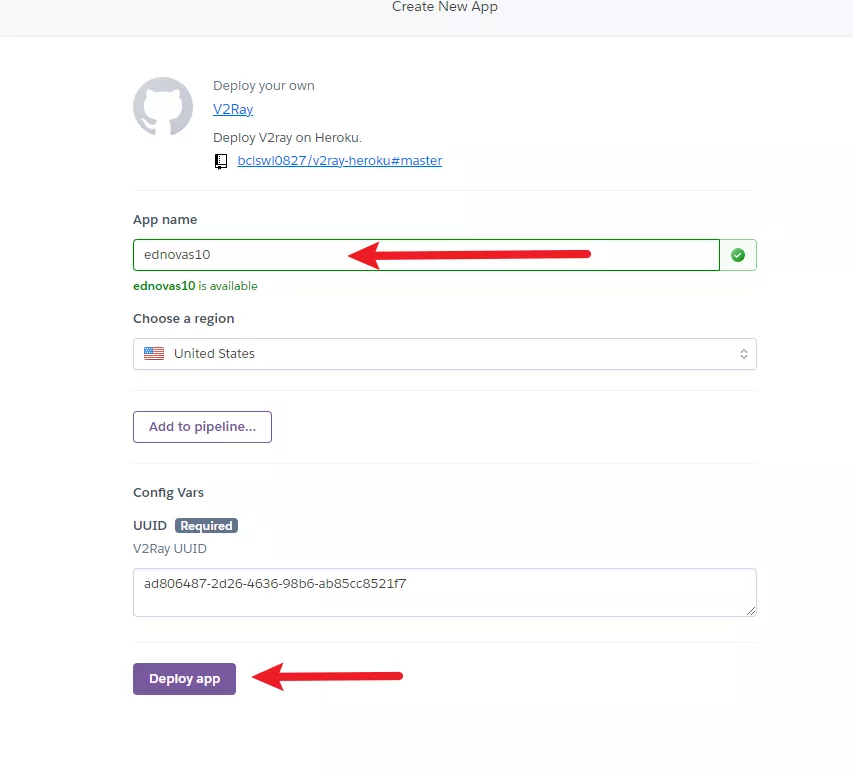 Create New App
Deploy your own
V2Ray
Deploy V2ray on Heroku.
bclswl0827/v2ray-heroku#master
App name
ednovas10
ednovas10 is available
Choose a region
United States
Add to pipeline...
Config Vars
UUID Required
V2Ray UUID
ad806487-2d26-4636-98b6-ab85cc8521f7
Deploy app